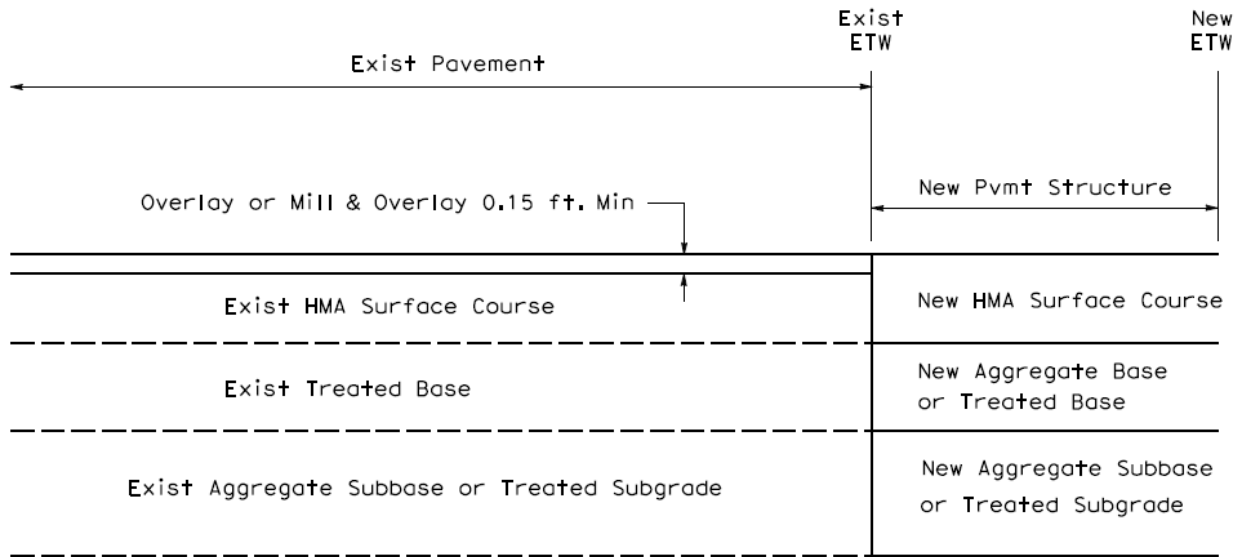 Exist
ETW
New
ETW
Exist Pavement
New Pvmt Structure
Overlay or Mill & Overlay 0.15 ft. Min
Exist HMA Surface Course
New HMA Surface Course
Exist Treated Base
New Aggregate Base
or Treated Base
Exist Aggregate Subbase or Treated Subgrade
New Aggregate Subbase
or Treated Subgrade